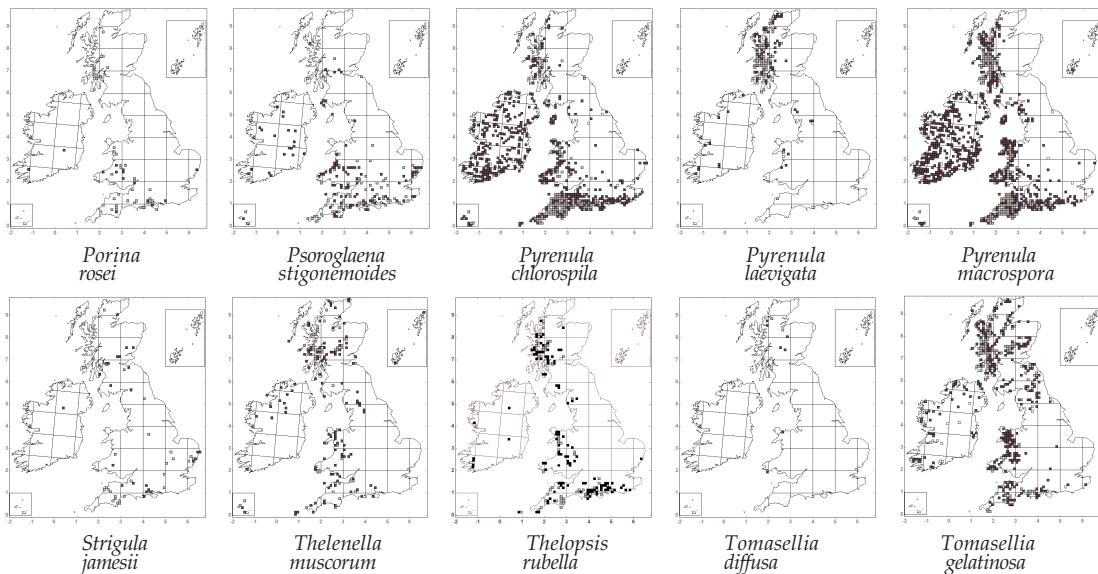 Porina
rosei
Psoroglaena
stigonemoides
Pyrenula
chlorospila
Pyrenula
laevigata
Pyrenula
macrospora
Strigula
jamesii
Thelenella
muscorum
Thelopsis
rubella
Tomasellia
diffusa
Tomasellia
gelatinosa